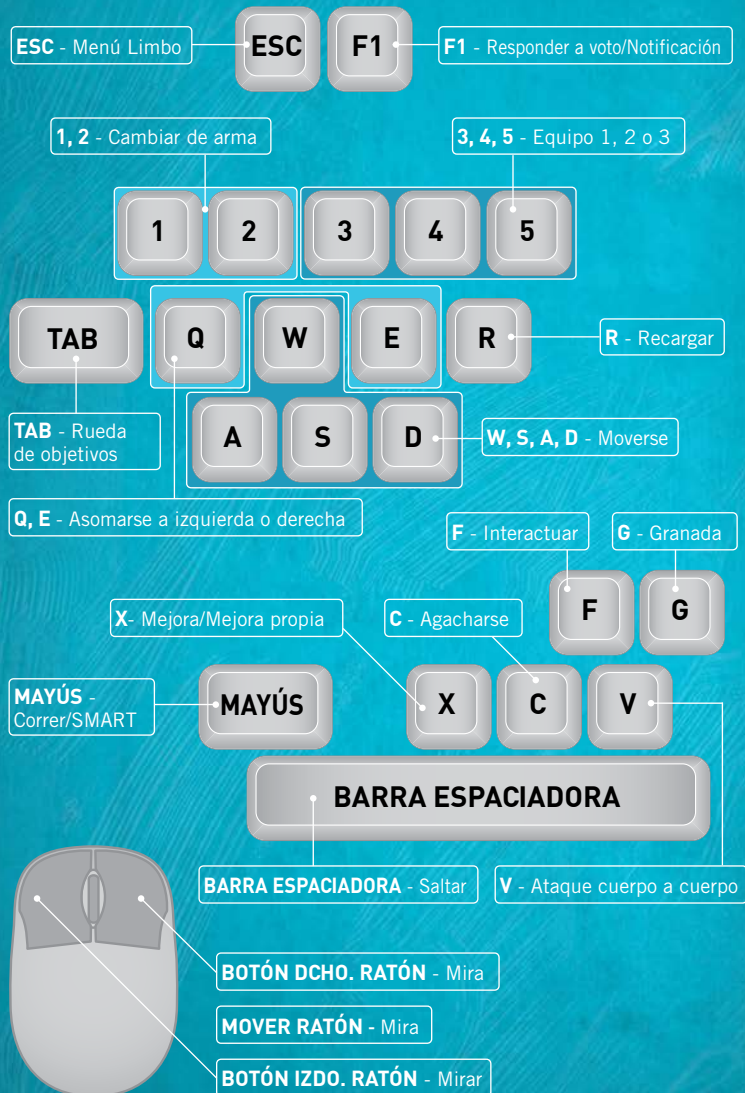 ESC - Menú Limbo
ESC
F1
F1 - Responder a voto/Notificación
1, 2 - Cambiar de arma
3, 4, 5 - Equipo 1, 2 o 3
1
2
3
4
5
TAB
Q
W
E
R
R - Recargar
TAB - Rueda
de objetivos
A
S
D
W, S, A, D - Moverse
Q, E - Asomarse a izquierda o derecha
F - Interactuar
G - Granada
F
G
X- Mejora/Mejora propia
C - Agacharse
MAYÚS -
Correr/SMART
MAYÚS
X
C
V
BARRA ESPACIADORA
BARRA ESPACIADORA - Saltar
V - Ataque cuerpo a cuerpo
BOTÓN DCHO. RATÓN - Mira
MOVER RATÓN - Mira
BOTÓN IZDO. RATÓN - Mirar